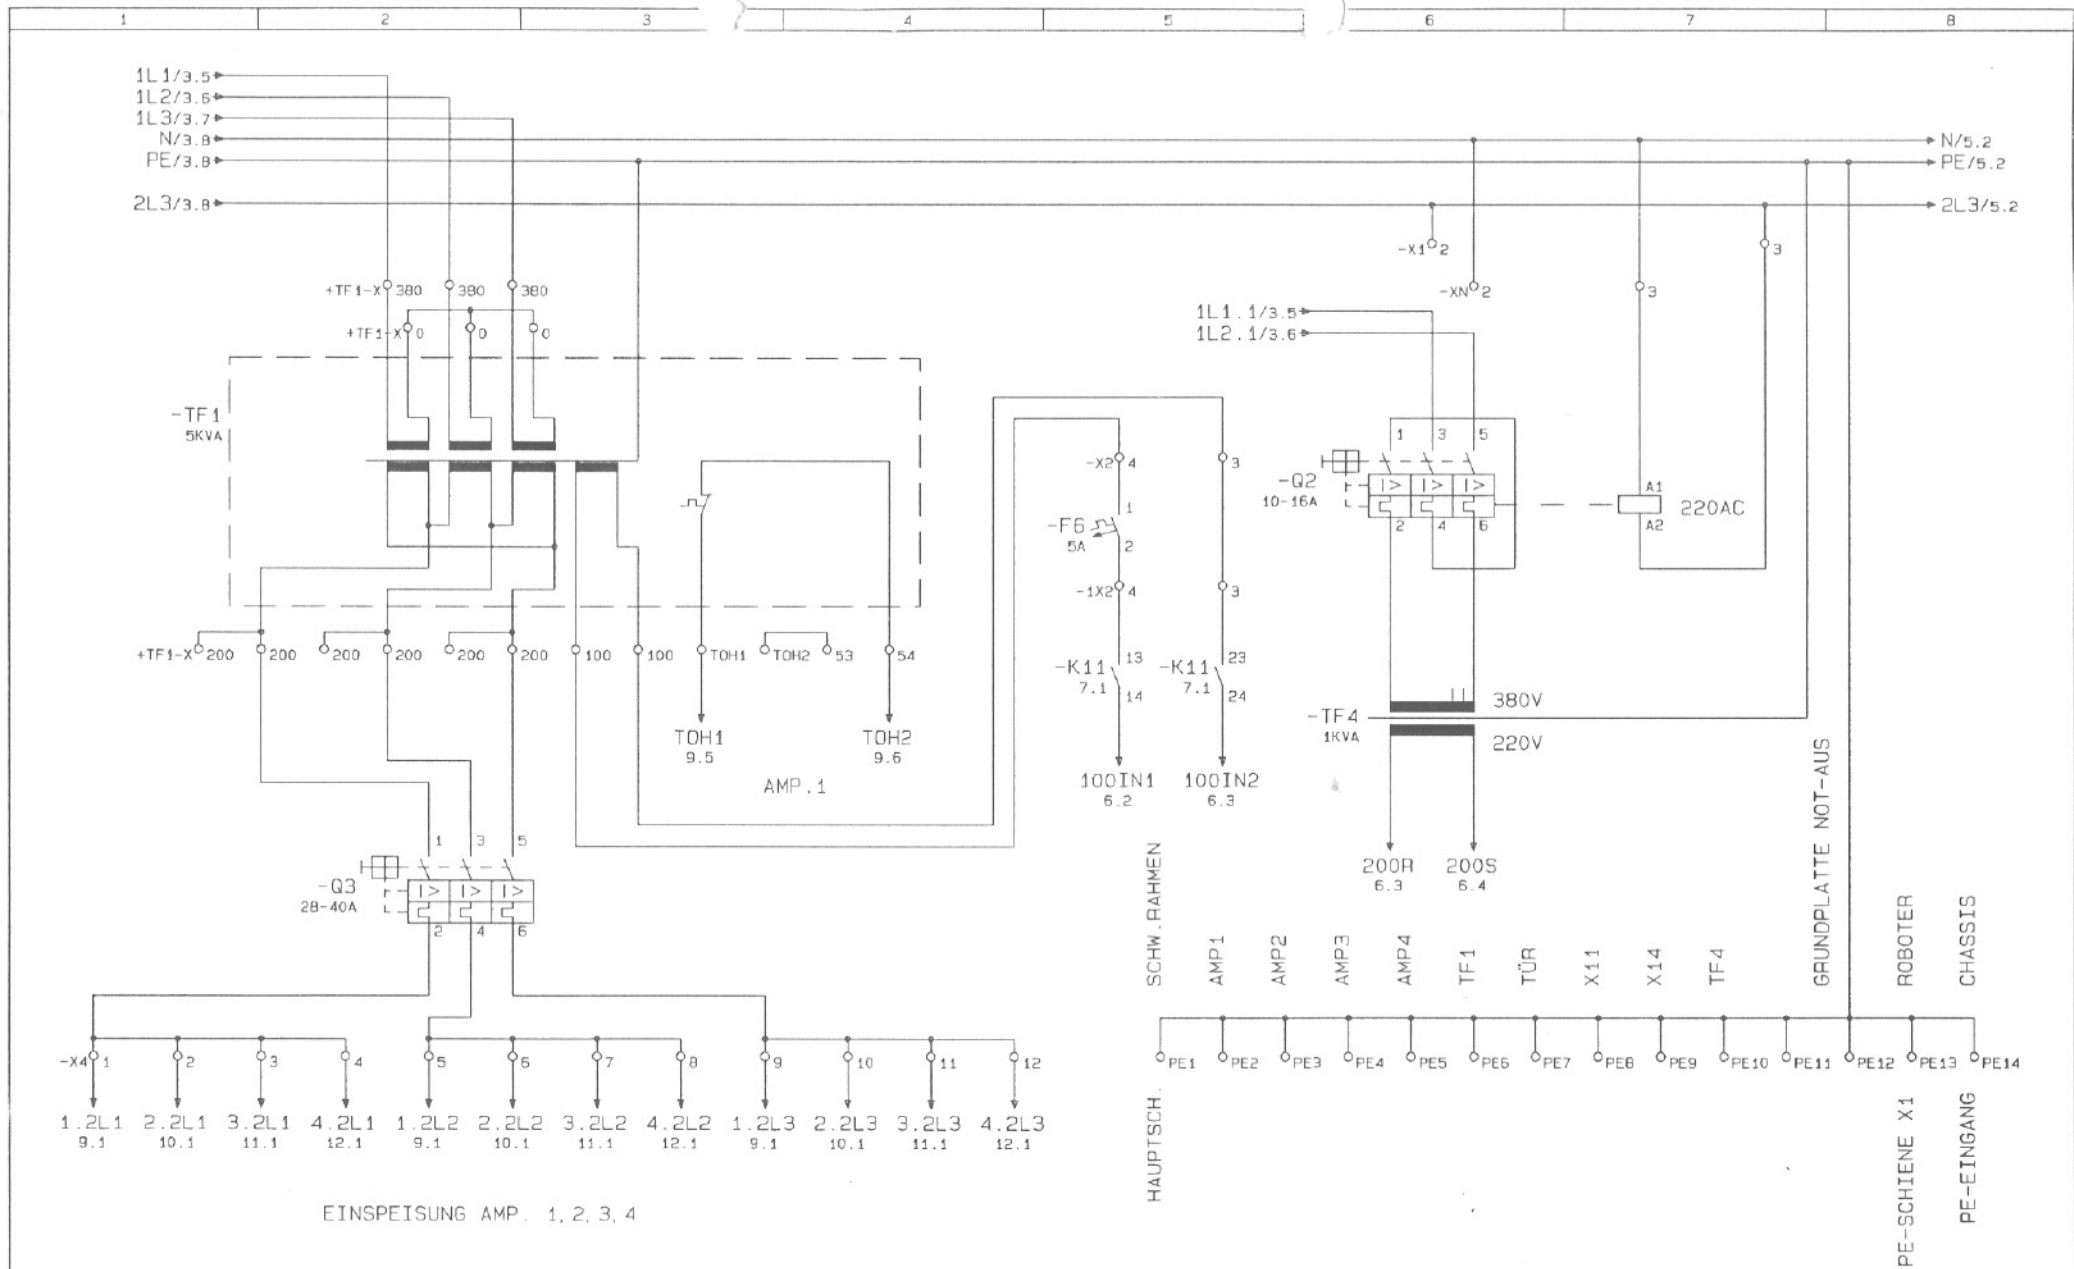 1 2 3 4 5 6 7 8
1L1/3.5
1L2/3.6
1L3/3.7
N/3.8 N/5.2
PE/3.8 PE/5.2
2L3/3.8 2L3/5.2
-X1 2 3
+TF1-X 380 380 380 -XN 2 3
1L1.1/3.5
+TF1-X 0 0 0 1L2.1/3.6
-TF1
5KVA
1 3 5
-X2 4 3
-Q2 I> I> I> A1
10-16A 220AC
2 4 6 A2
1
-F6
5A
2
-1X2 4 3
+TF1-X 200 200 200 200 200 200 100 100 TOH1 TOH2 53 54
-K11 13 -K11 23
7.1 14 7.1 24
380V
-TF4
1KVA
220V
TOH1 TOH2
9.5 9.6
AMP.1
100IN1 100IN2
6.2 6.3
1 3 5
-Q3 I> I> I>
28-40A
2 4 6
200R 200S
6.3 6.4
SCHW.RAHMEN
AMP1
AMP2
AMP3
AMP4
TF1
TÜR
X11
X14
TF4
GRUNDPLATTE NOT-AUS
ROBOTER
CHASSIS
-X4 1 2 3 4 5 6 7 8 9 10 11 12
PE1 PE2 PE3 PE4 PE5 PE6 PE7 PE8 PE9 PE10 PE11 PE12 PE13 PE14
1.2L1 2.2L1 3.2L1 4.2L1 1.2L2 2.2L2 3.2L2 4.2L2 1.2L3 2.2L3 3.2L3 4.2L3
9.1 10.1 11.1 12.1 9.1 10.1 11.1 12.1 9.1 10.1 11.1 12.1
HAUPTSCH.
PE-SCHIENE X1
PE-EINGANG
EINSPEISUNG AMP. 1,2,3,4